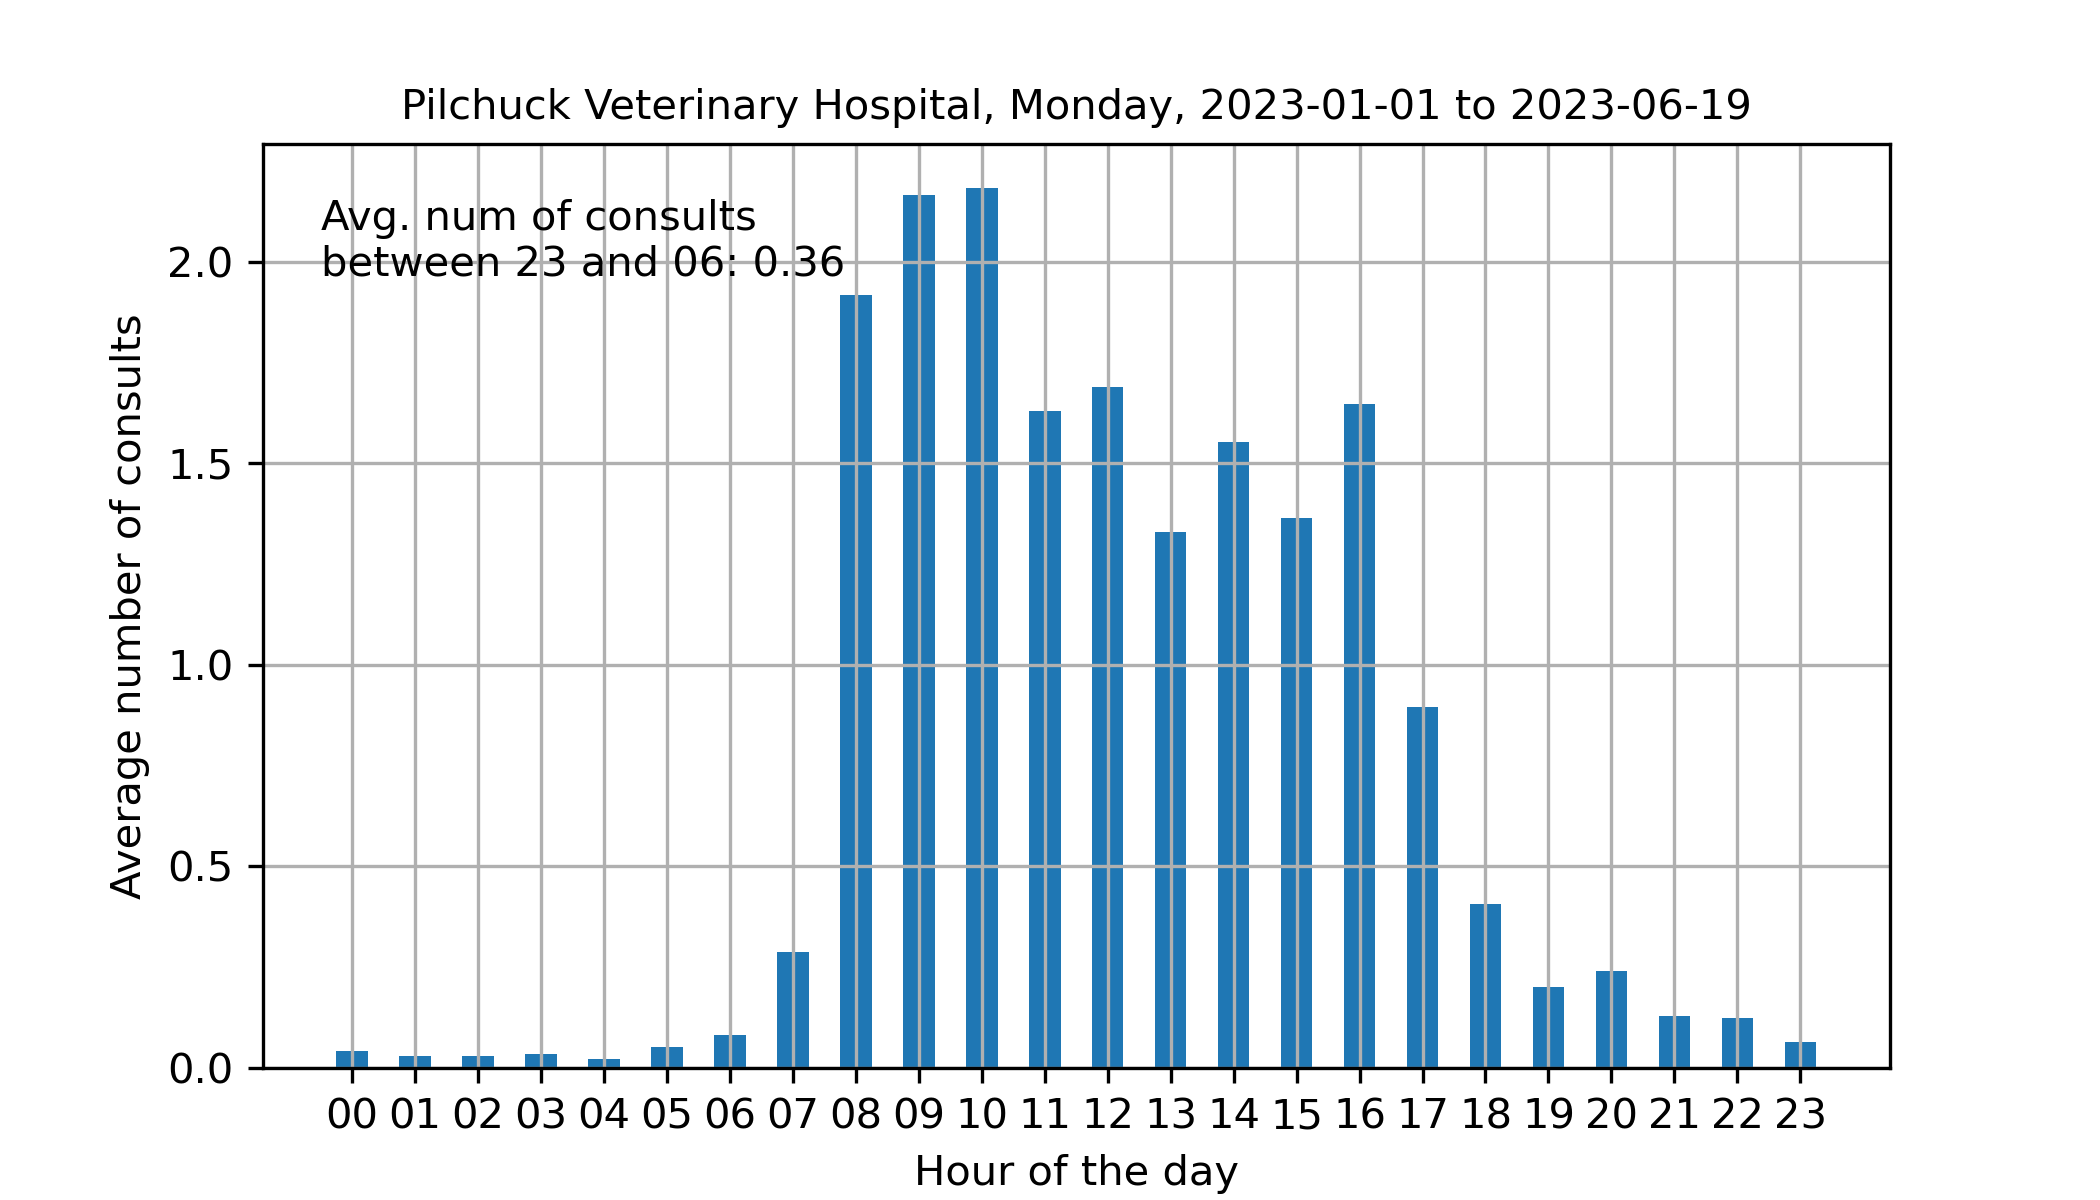 Pilchuck Veterinary Hospital, Monday, 2023-01-01 to 2023-06-19
Avg. num of consults
between 23 and 06: 0.36
Average number of consults
2.0
1.5
1.0
0.5
0.0
00 01 02 03 04 05 06 07 08 09 10 11 12 13 14 15 16 17 18 19 20 21 22 23
Hour of the day